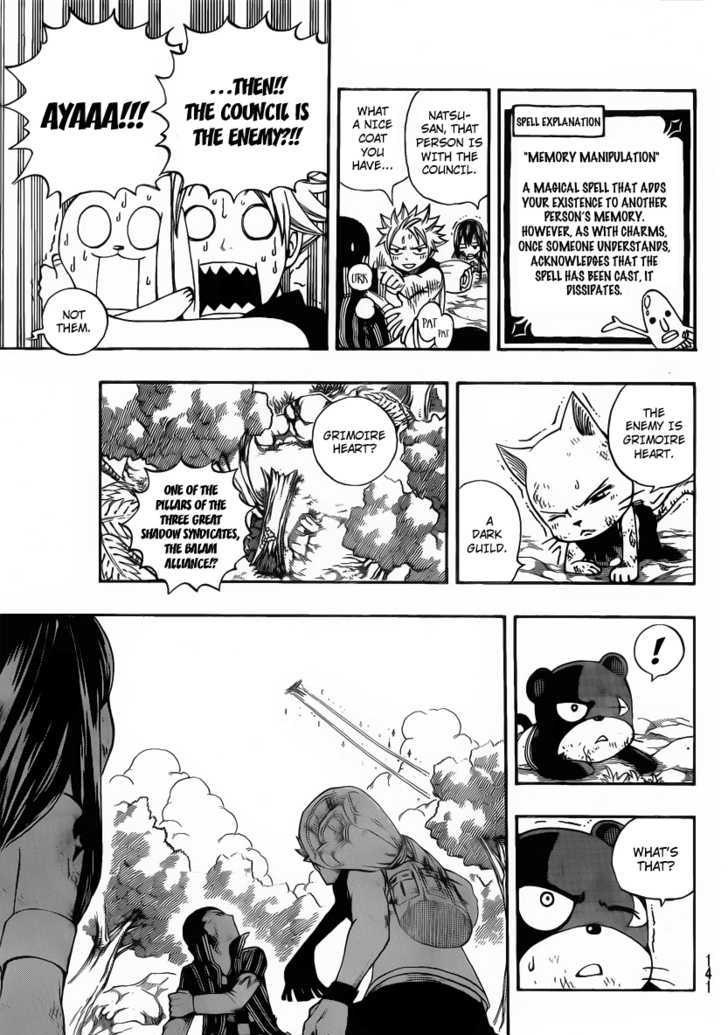 SPELL EXPLANATION
"MEMORY MANIPULATION"
A MAGICAL SPELL THAT ADDS
YOUR EXISTENCE TO ANOTHER
PERSON'S MEMORY.
HOWEVER, AS WITH CHARMS,
ONCE SOMEONE UNDERSTANDS,
ACKNOWLEDGES THAT THE
SPELL HAS BEEN CAST, IT
DISSIPATES.
NATSU-
SAN, THAT
PERSON IS
WITH THE
COUNCIL.
WHAT
A NICE
COAT
YOU
HAVE...
URK
PAT
PAT
...THEN!!
THE COUNCIL IS
THE ENEMY?!!
AYAAA!!!
NOT
THEM.
THE
ENEMY IS
GRIMOIRE
HEART.
A
DARK
GUILD.
GRIMOIRE
HEART?
ONE OF THE
PILLARS OF THE
THREE GREAT
SHADOW SYNDICATES,
THE BALAM
ALLIANCE!?
!
WHAT'S
THAT?
141